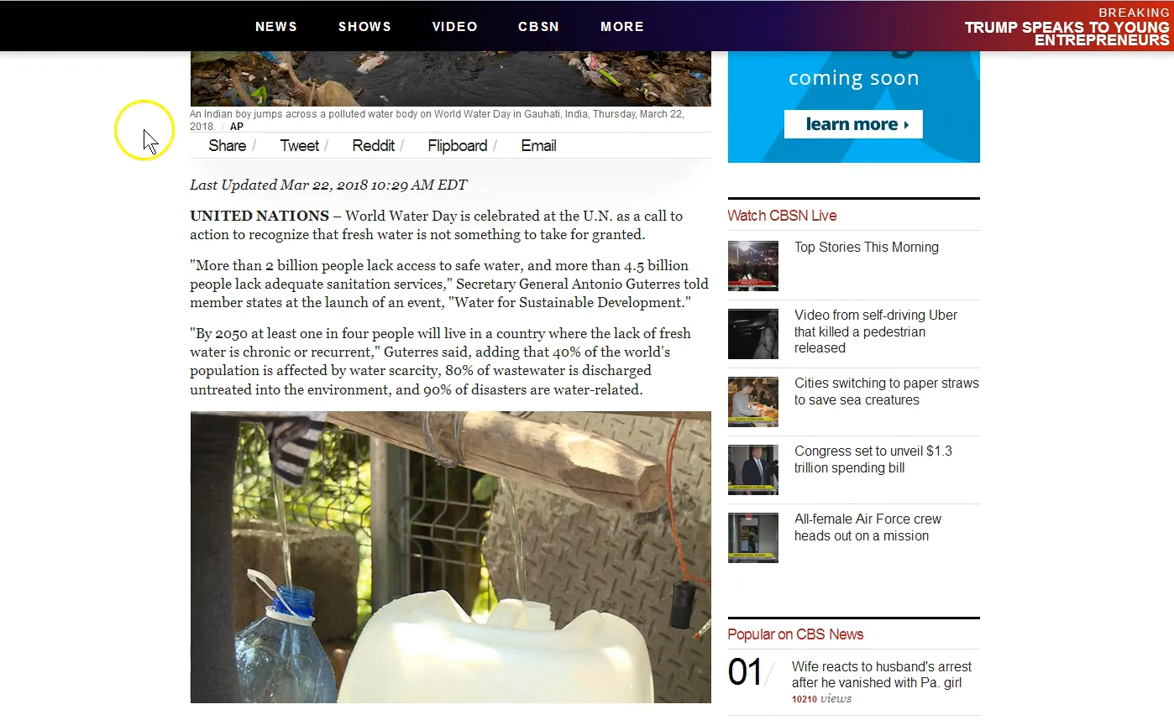 NEWS SHOWS VIDEO CBSN MORE
BREAKING
TRUMP SPEAKS TO YOUNG
ENTREPRENEURS
An Indian boy jumps across a polluted water body on World Water Day in Gauhati, India, Thursday, March 22,
2018. / AP
Share / Tweet / Reddit / Flipboard / Email
Last Updated Mar 22, 2018 10:29 AM EDT
UNITED NATIONS – World Water Day is celebrated at the U.N. as a call to
action to recognize that fresh water is not something to take for granted.
"More than 2 billion people lack access to safe water, and more than 4.5 billion
people lack adequate sanitation services," Secretary General Antonio Guterres told
member states at the launch of an event, "Water for Sustainable Development."
"By 2050 at least one in four people will live in a country where the lack of fresh
water is chronic or recurrent," Guterres said, adding that 40% of the world's
population is affected by water scarcity, 80% of wastewater is discharged
untreated into the environment, and 90% of disasters are water-related.
coming soon
learn more
Watch CBSN Live
Top Stories This Morning
Video from self-driving Uber
that killed a pedestrian
released
Cities switching to paper straws
to save sea creatures
Congress set to unveil $1.3
trillion spending bill
All-female Air Force crew
heads out on a mission
Popular on CBS News
01/
Wife reacts to husband's arrest
after he vanished with Pa. girl
10210 views